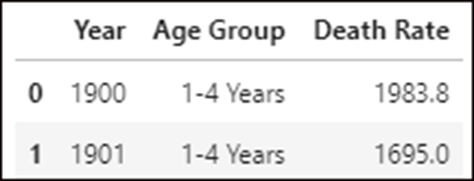 Year Age Group Death Rate
0 1900 1-4 Years 1983.8
1 1901 1-4 Years 1695.0